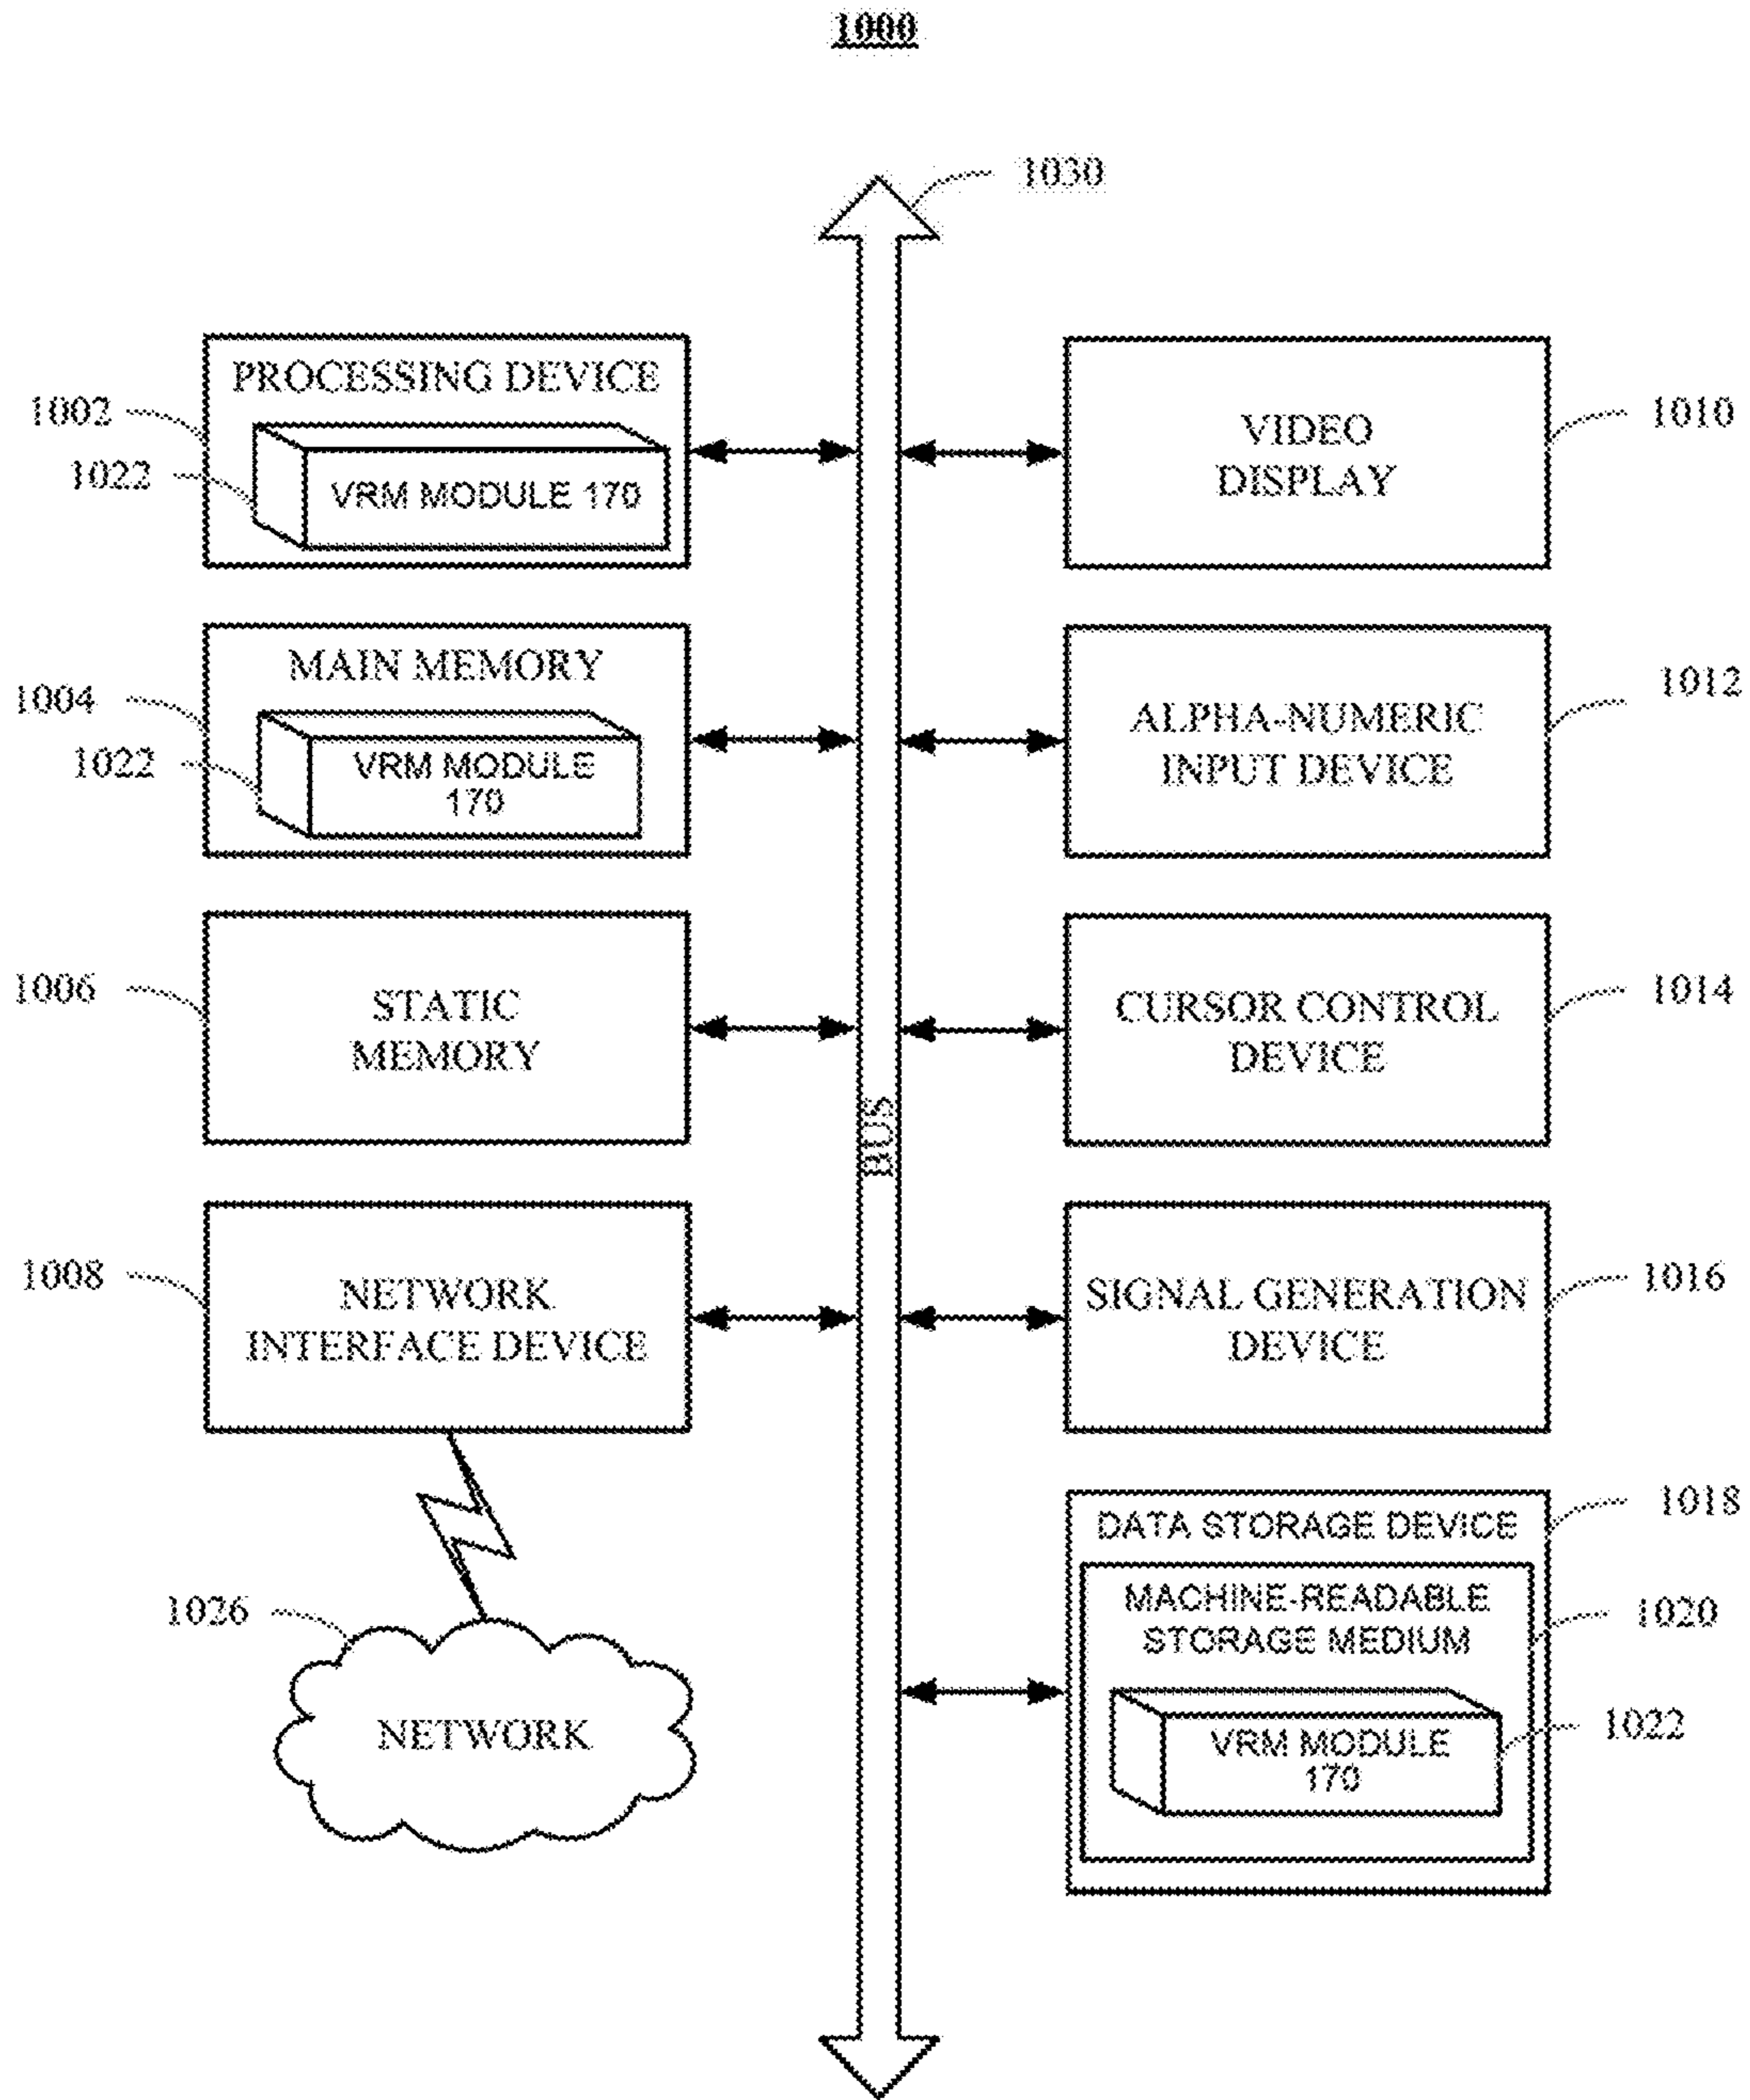 1000
1030
PROCESSING DEVICE
1002
1022
VRM MODULE 170
VIDEO
DISPLAY
1010
MAIN MEMORY
1004
1022
VRM MODULE
170
ALPHA-NUMERIC
INPUT DEVICE
1012
1006
STATIC
MEMORY
CURSOR CONTROL
DEVICE
1014
BUS
1008
NETWORK
INTERFACE DEVICE
SIGNAL GENERATION
DEVICE
1016
DATA STORAGE DEVICE
1018
MACHINE-READABLE
STORAGE MEDIUM
1020
VRM MODULE
170
1022
1026
NETWORK